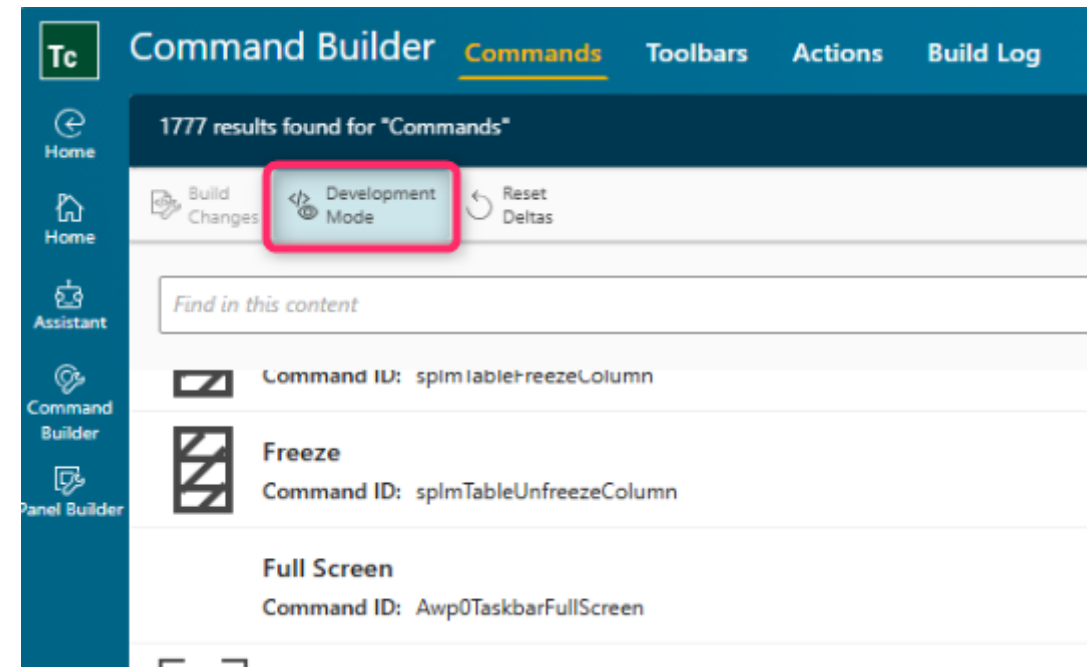 Tc
Command Builder
Commands
Toolbars
Actions
Build Log
Home
Home
Assistant
Command
Builder
Panel Builder
1777 results found for "Commands"
Build
Changes
Development
Mode
Reset
Deltas
Find in this content
Command ID: splmTableFreezeColumn
Freeze
Command ID: splmTableUnfreezeColumn
Full Screen
Command ID: Awp0TaskbarFullScreen